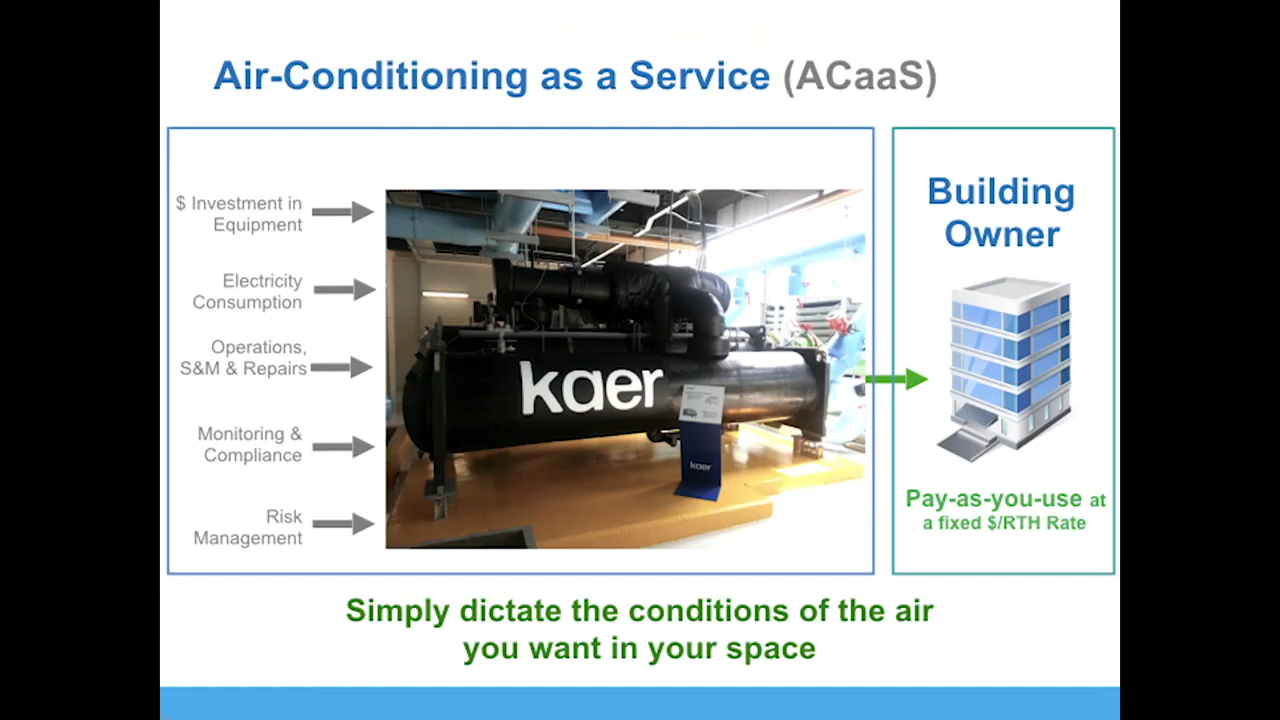 Air-Conditioning as a Service (ACaaS)
$ Investment in
Equipment
Electricity
Consumption
Operations,
S&M & Repairs
Monitoring &
Compliance
Risk
Management
kaer
kaer
Building
Owner
Pay-as-you-use at
a fixed $/RTH Rate
Simply dictate the conditions of the air
you want in your space